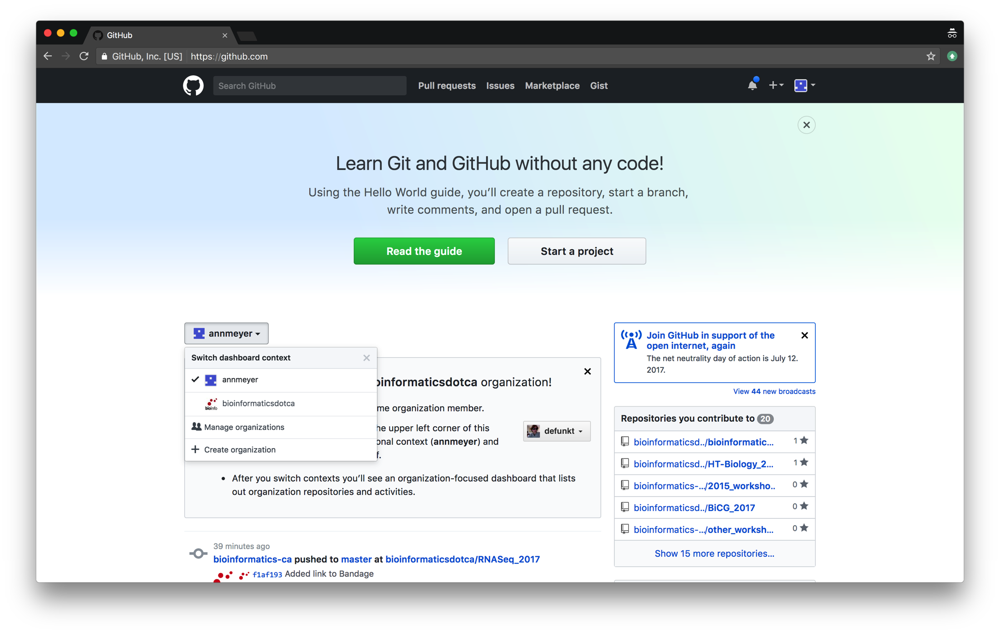 GitHub
GitHub, Inc. [US] https://github.com
Search GitHub
Pull requests Issues Marketplace Gist
Learn Git and GitHub without any code!
Using the Hello World guide, you’ll create a repository, start a branch,
write comments, and open a pull request.
Read the guide
Start a project
annmeyer
Switch dashboard context
annmeyer
bioinfo
bioinformaticsdotca
Manage organizations
Create organization
oinformaticsdotca organization!
me organization member.
he upper left corner of this
onal context (annmeyer) and
f.
defunkt
• After you switch contexts you’ll see an organization-focused dashboard that lists
out organization repositories and activities.
39 minutes ago
bioinformatics-ca pushed to master at bioinformaticsdotca/RNASeq_2017
f1af193 Added link to Bandage
Join GitHub in support of the
open internet, again
The net neutrality day of action is July 12.
2017.
View 44 new broadcasts
Repositories you contribute to 20
bioinformaticsd../bioinformatic... 1
bioinformaticsd../HT-Biology_2... 1
bioinformatics-.../2015_worksho.. 0
bioinformaticsd../BiCG_2017 0
bioinformatics-.../other_worksh... 0
Show 15 more repositories...